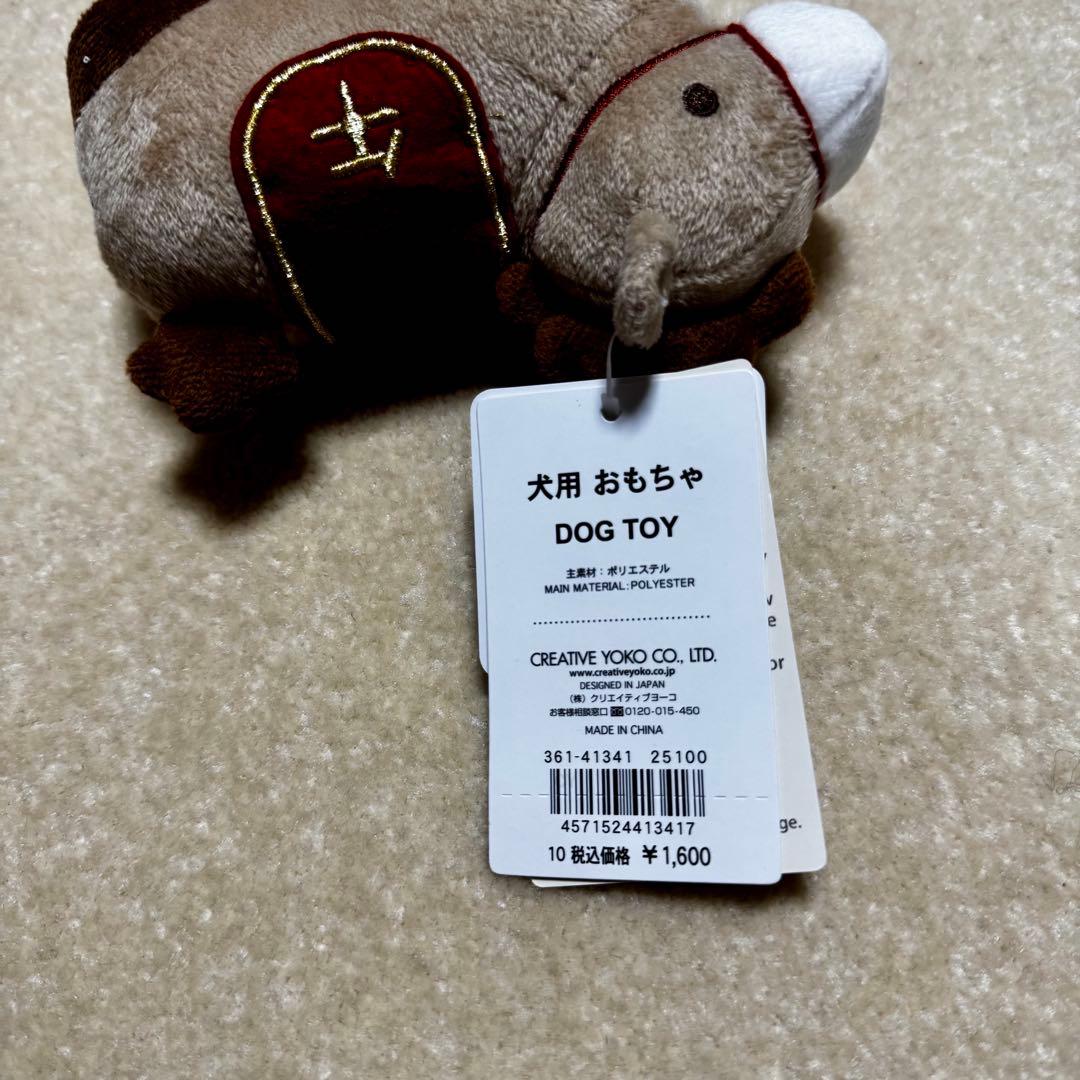 午
犬用 おもちゃ
DOG TOY
主素材：ポリエステル
MAIN MATERIAL:POLYESTER
CREATIVE YOKO CO., LTD.
www.creativeyoko.co.jp
DESIGNED IN JAPAN
（株）クリエイティブヨーコ
お客様相談窓口 0120-015-450
MADE IN CHINA
361-41341 25100
4571524413417
10 税込価格 ￥1,600